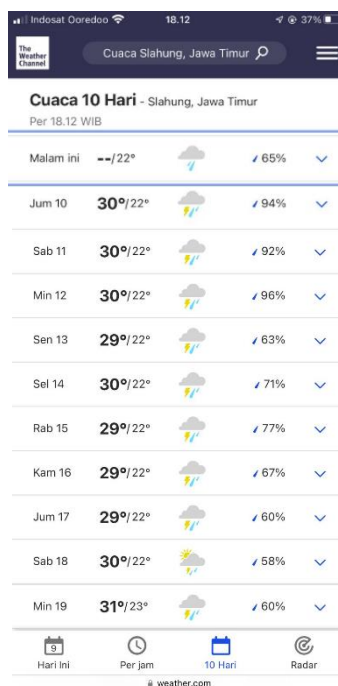 Indosat Ooredoo 18.12 37%
The Weather Channel
Cuaca Slahung, Jawa Timur
Cuaca 10 Hari - Slahung, Jawa Timur
Per 18.12 WIB
Malam ini --/22° 65%
Jum 10 30°/22° 94%
Sab 11 30°/22° 92%
Min 12 30°/22° 96%
Sen 13 29°/22° 63%
Sel 14 30°/22° 71%
Rab 15 29°/22° 77%
Kam 16 29°/22° 67%
Jum 17 29°/22° 60%
Sab 18 30°/22° 58%
Min 19 31°/23° 60%
9
Hari Ini Per jam 10 Hari Radar
weather.com